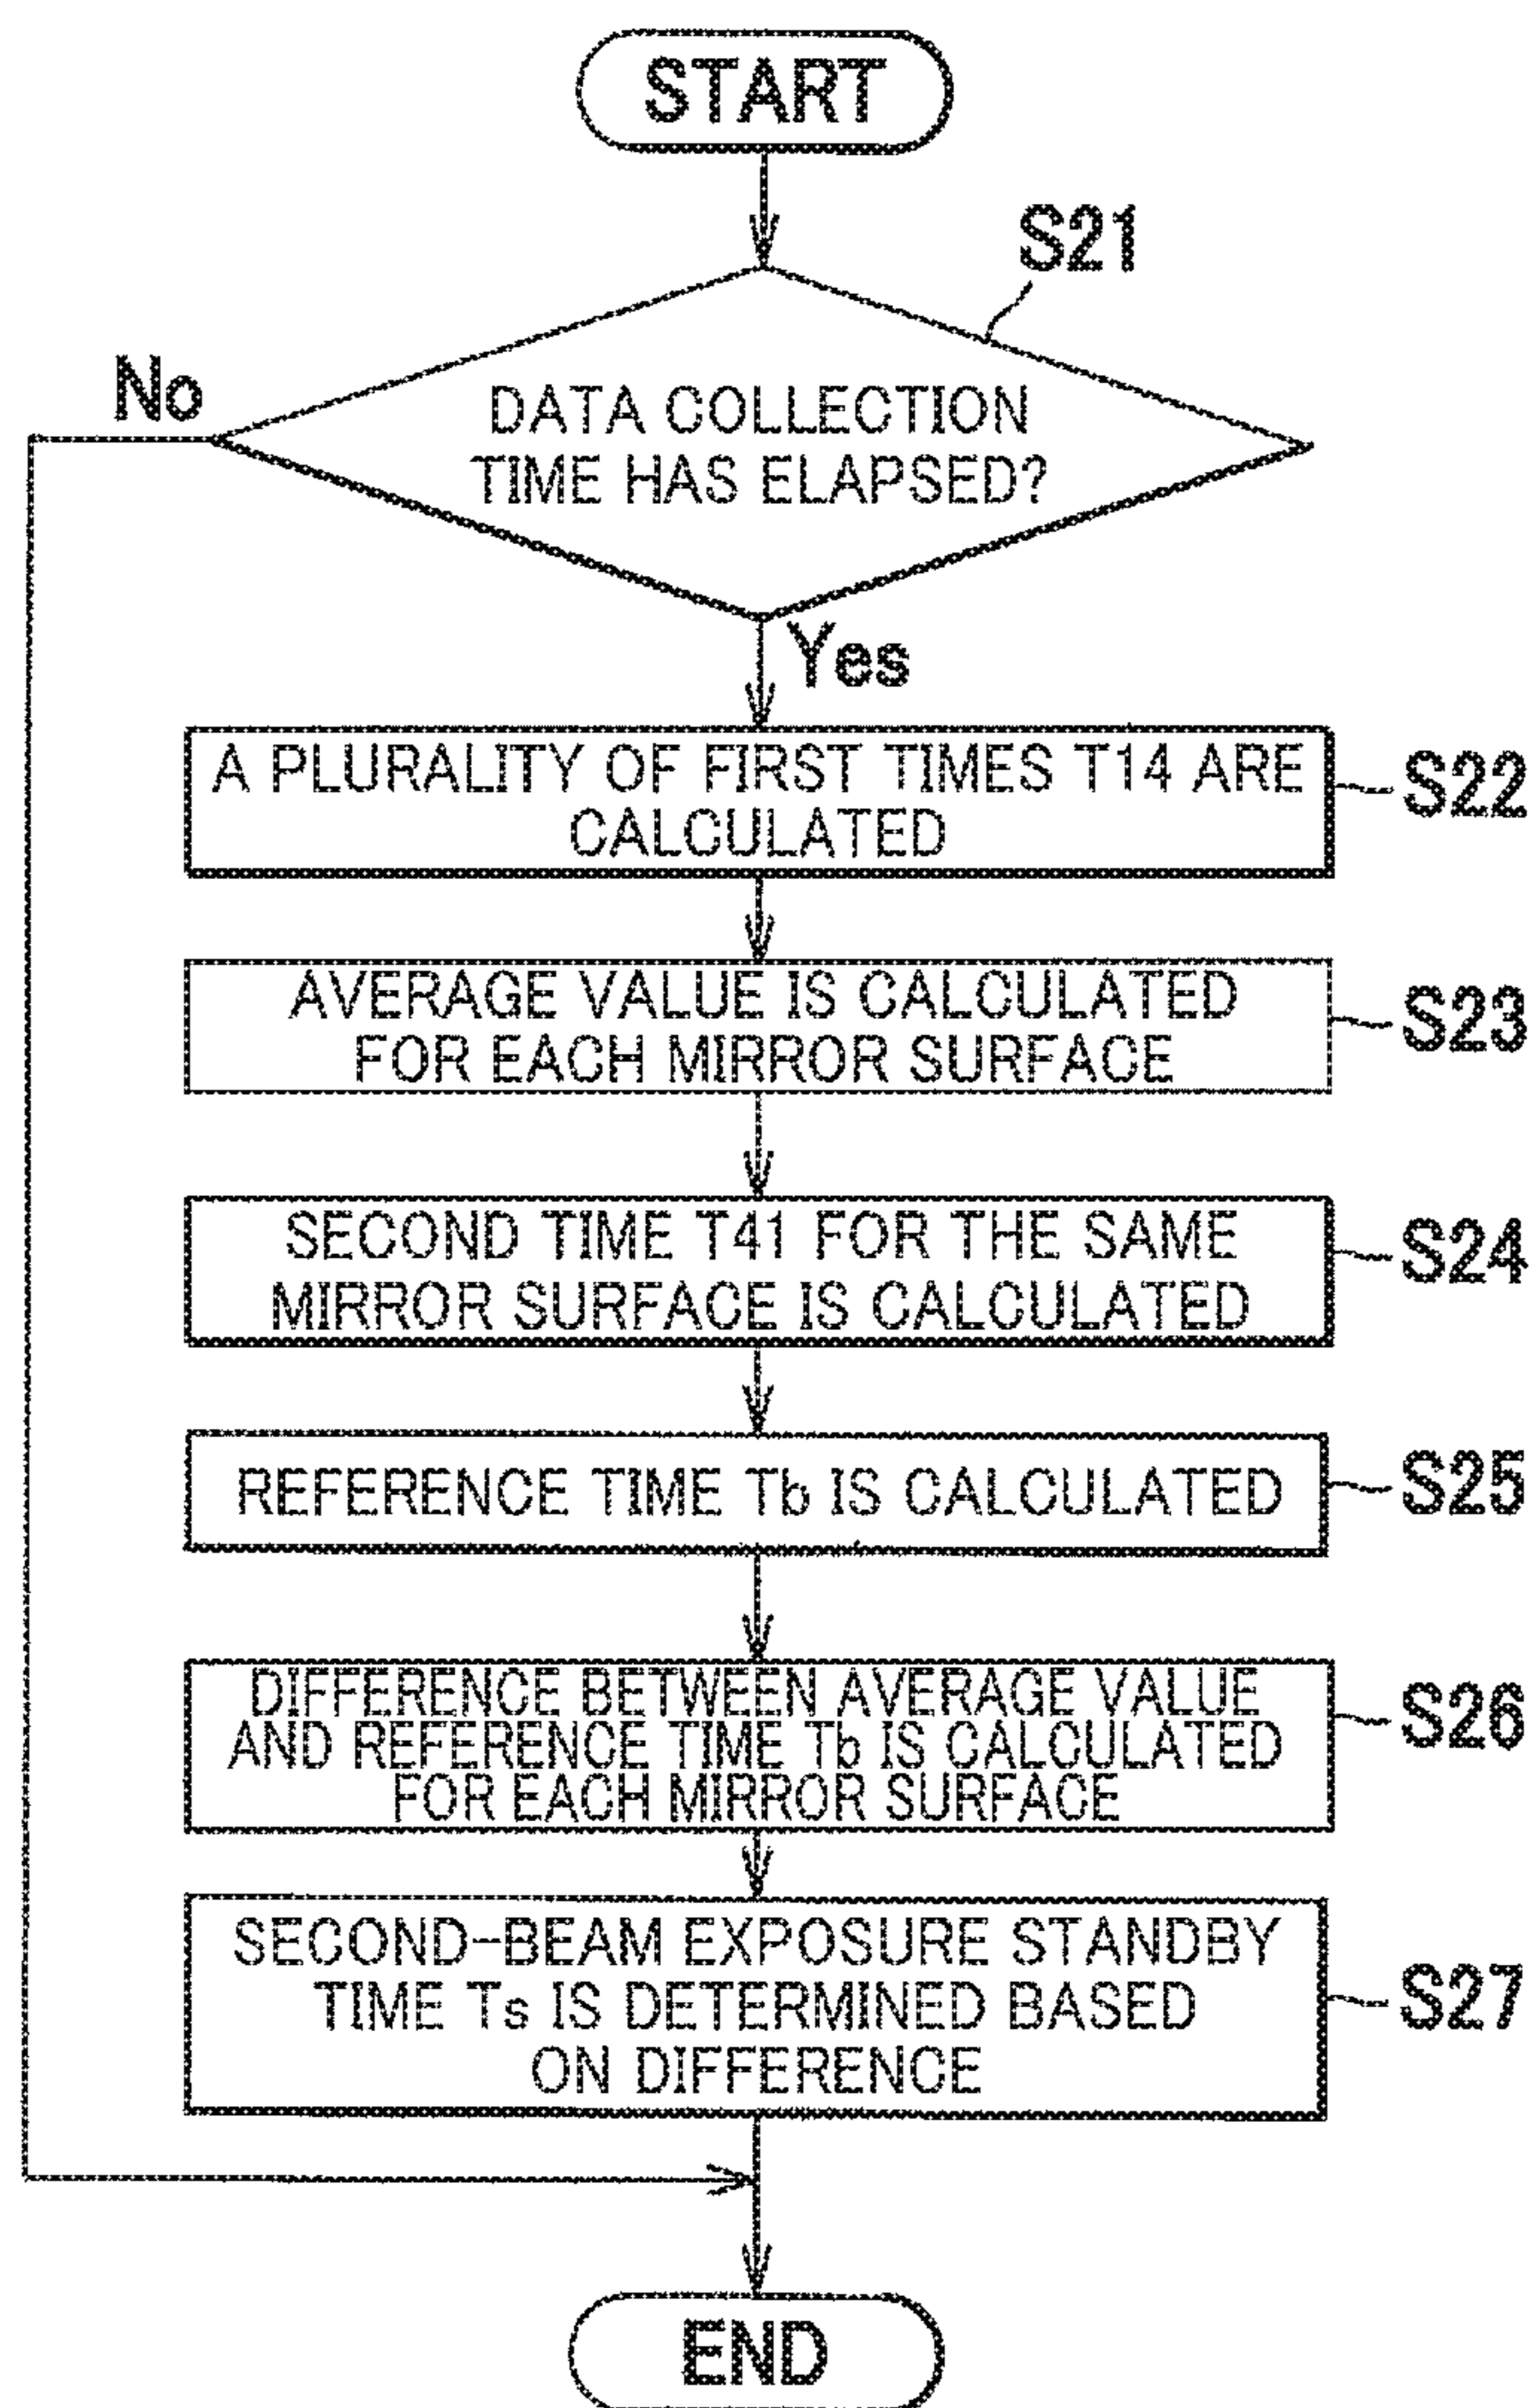 START
S21
No
DATA COLLECTION
TIME HAS ELAPSED?
Yes
A PLURALITY OF FIRST TIMES T14 ARE
CALCULATED
S22
AVERAGE VALUE IS CALCULATED
FOR EACH MIRROR SURFACE
S23
SECOND TIME T41 FOR THE SAME
MIRROR SURFACE IS CALCULATED
S24
REFERENCE TIME Tb IS CALCULATED
S25
DIFFERENCE BETWEEN AVERAGE VALUE
AND REFERENCE TIME Tb IS CALCULATED
FOR EACH MIRROR SURFACE
S26
SECOND-BEAM EXPOSURE STANDBY
TIME Ts IS DETERMINED BASED
ON DIFFERENCE
S27
END